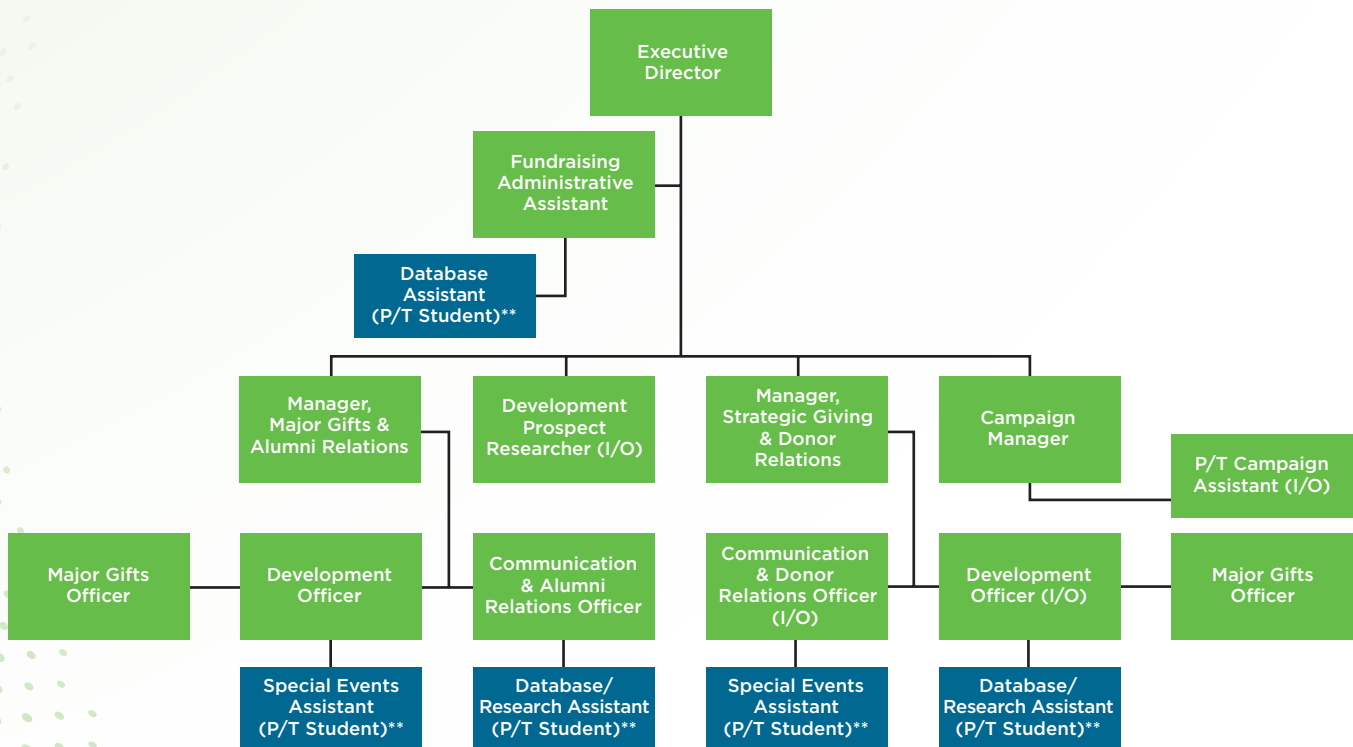 Executive
Director
Fundraising
Administrative
Assistant
Database
Assistant
(P/T Student)**
Manager,
Major Gifts &
Alumni Relations
Development
Prospect
Researcher (I/O)
Manager,
Strategic Giving
& Donor
Relations
Campaign
Manager
P/T Campaign
Assistant (I/O)
Major Gifts
Officer
Development
Officer
Communication
& Alumni
Relations Officer
Communication
& Donor
Relations Officer
(I/O)
Development
Officer (I/O)
Major Gifts
Officer
Special Events
Assistant
(P/T Student)**
Database/
Research Assistant
(P/T Student)**
Special Events
Assistant
(P/T Student)**
Database/
Research Assistant
(P/T Student)**